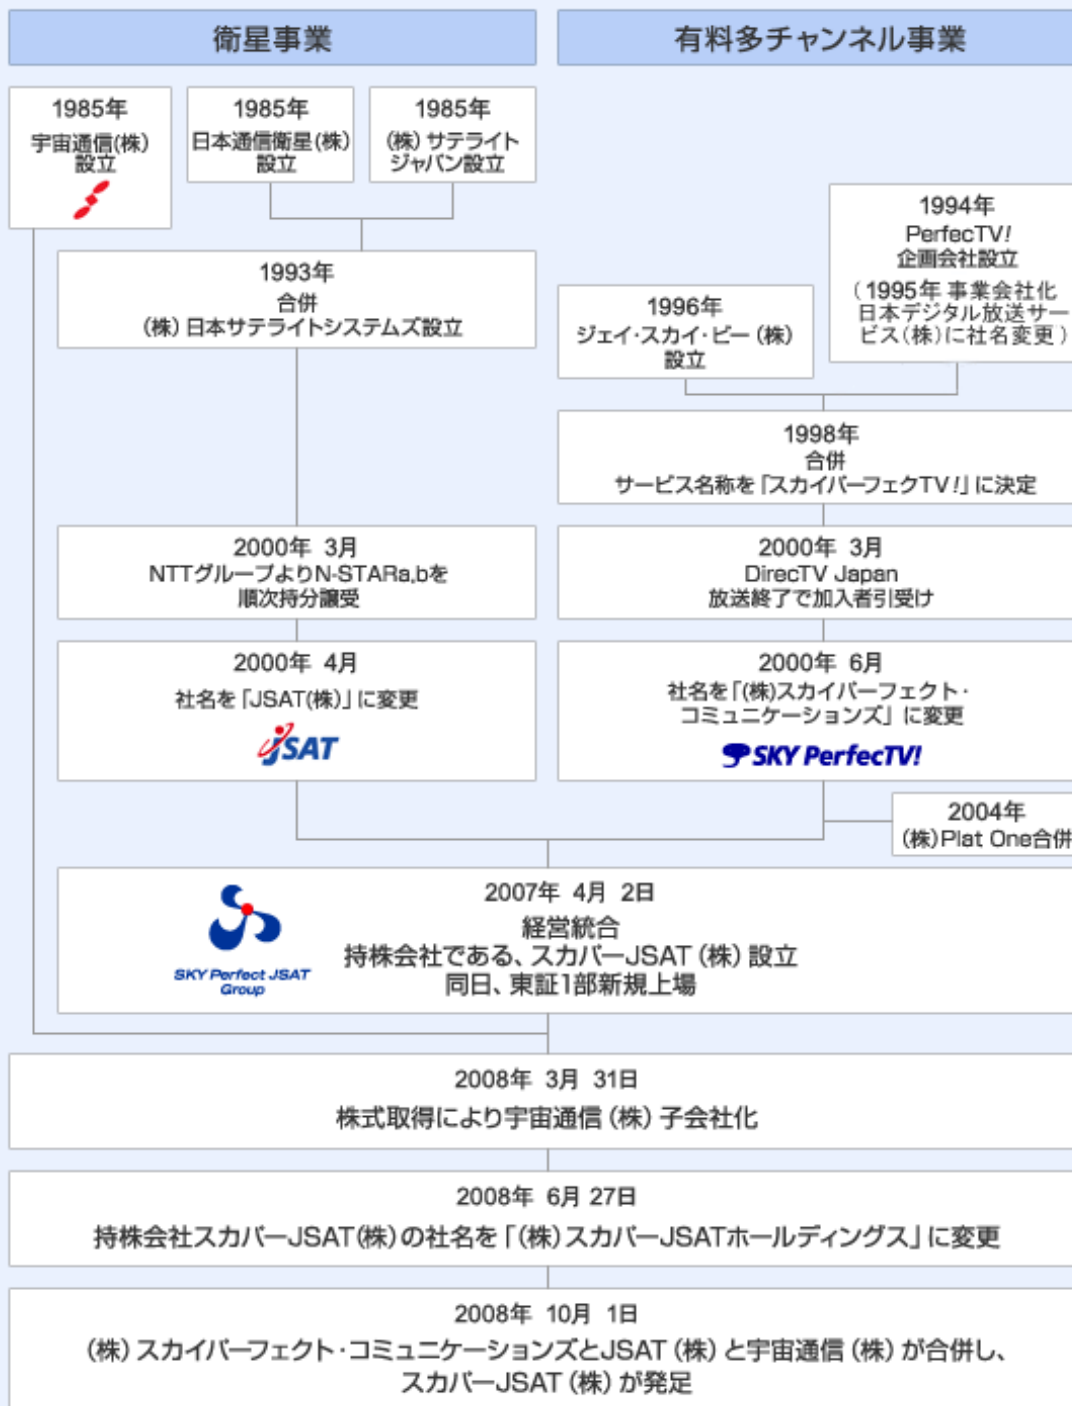 衛星事業
有料多チャンネル事業
1985年
宇宙通信(株)
設立
1985年
日本通信衛星(株)
設立
1985年
(株)サテライト
ジャパン設立
1994年
PerfecTV!
企画会社設立
(1995年 事業会社化
日本デジタル放送サー
ビス(株)に社名変更)
1993年
合併
(株)日本サテライトシステムズ設立
1996年
ジェイ・スカイ・ビー(株)
設立
1998年
合併
サービス名称を「スカイパーフェクTV!」に決定
2000年 3月
NTTグループよりN-STARa,bを
順次持分譲受
2000年 3月
DirecTV Japan
放送終了で加入者引受け
2000年 4月
社名を「JSAT(株)」に変更
JSAT
2000年 6月
社名を「(株)スカイパーフェクト・
コミュニケーションズ」に変更
SKY PerfecTV!
2004年
(株)Plat One合併
2007年 4月 2日
経営統合
持株会社である、スカパーJSAT(株)設立
同日、東証1部新規上場
SKY Perfect JSAT
Group
2008年 3月 31日
株式取得により宇宙通信(株)子会社化
2008年 6月 27日
持株会社スカパーJSAT(株)の社名を「(株)スカパーJSATホールディングス」に変更
2008年 10月 1日
(株)スカイパーフェクト・コミュニケーションズとJSAT(株)と宇宙通信(株)が合併し、
スカパーJSAT(株)が発足